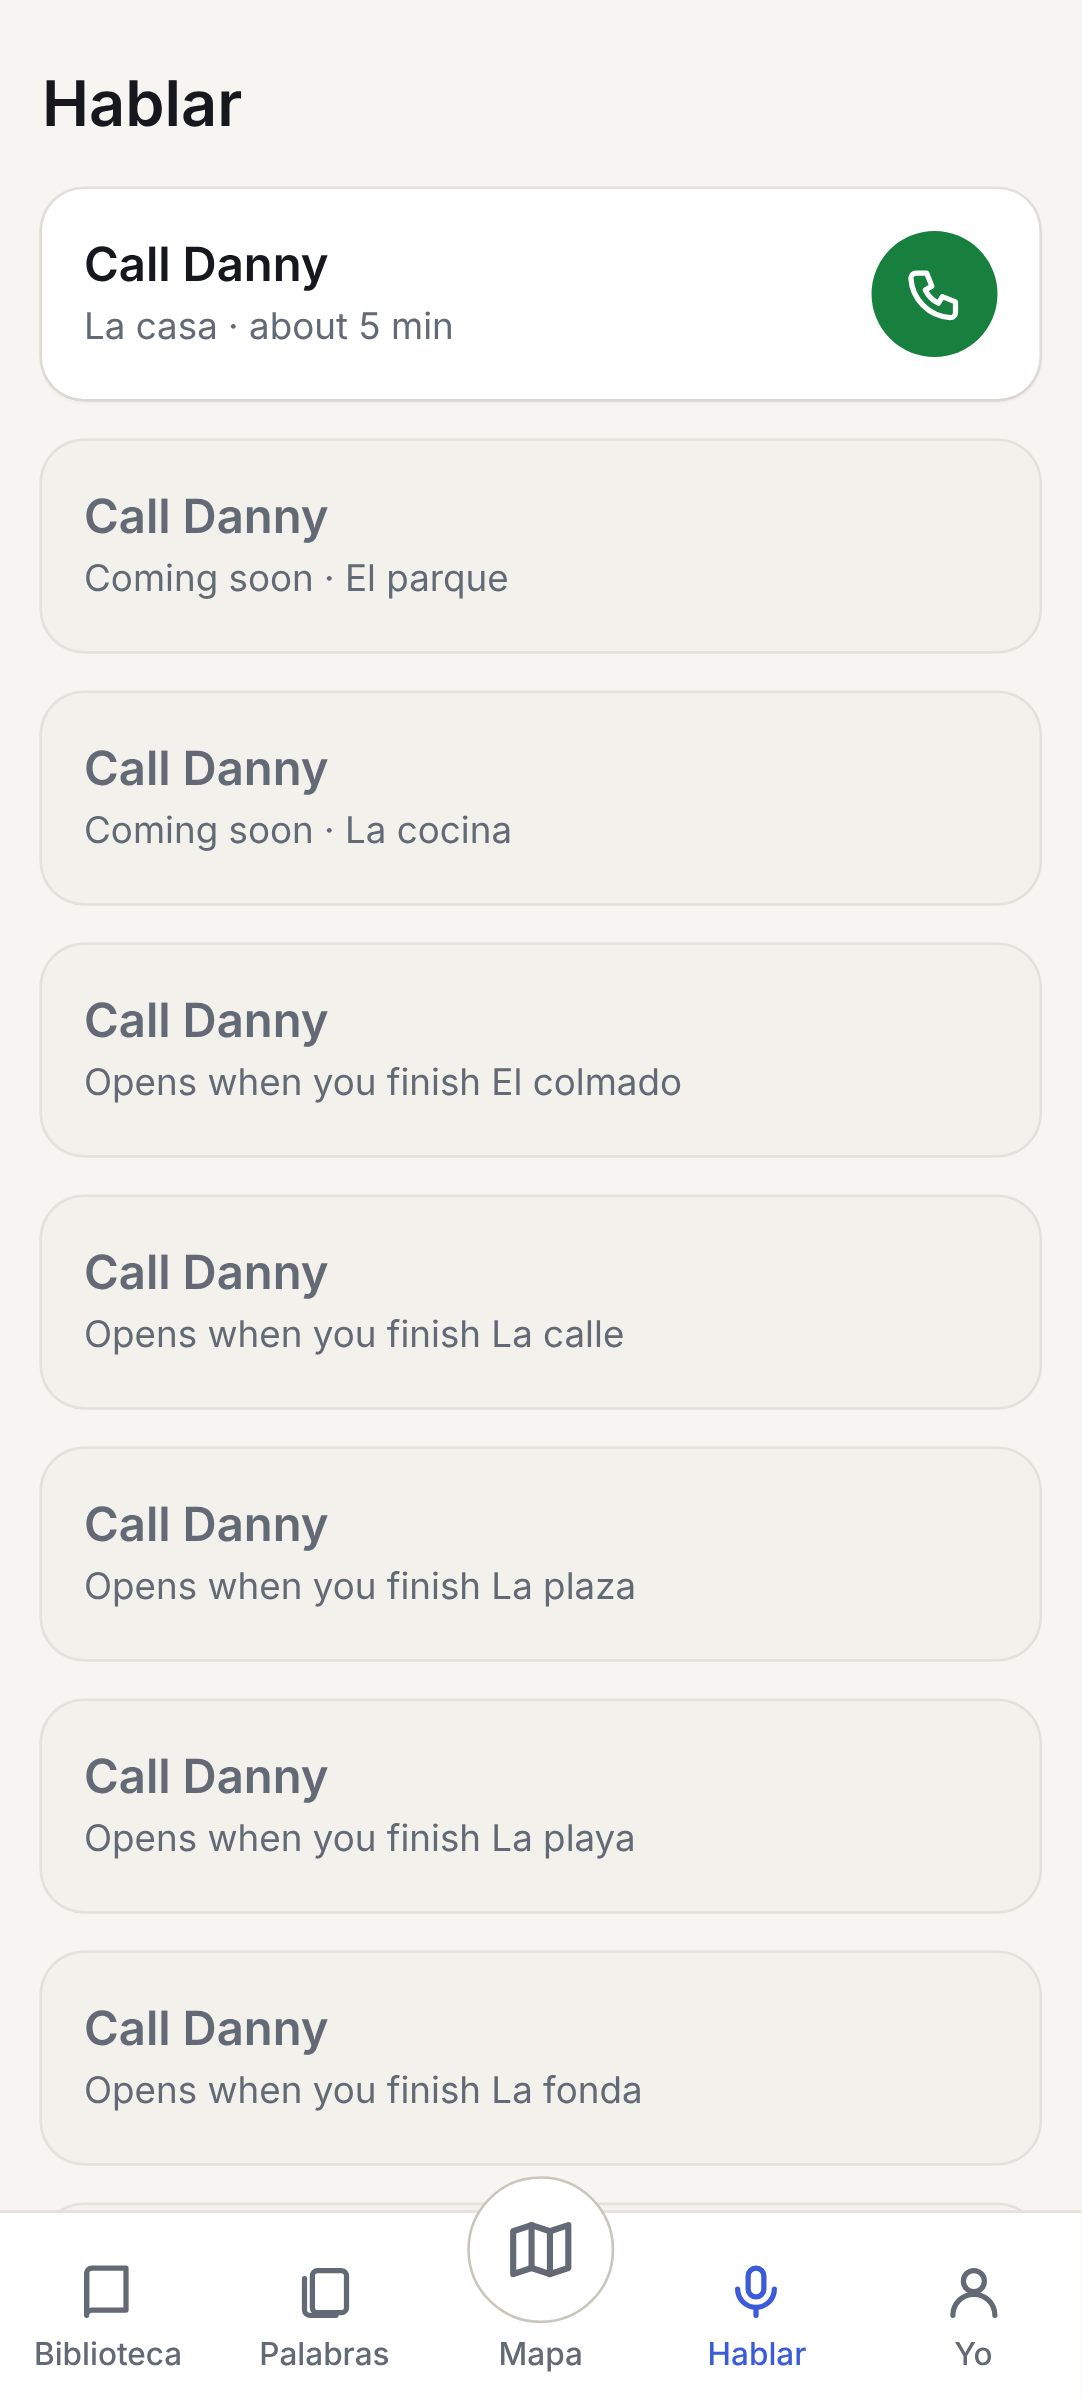 Hablar
Call Danny
La casa · about 5 min
Call Danny
Coming soon · El parque
Call Danny
Coming soon · La cocina
Call Danny
Opens when you finish El colmado
Call Danny
Opens when you finish La calle
Call Danny
Opens when you finish La plaza
Call Danny
Opens when you finish La playa
Call Danny
Opens when you finish La fonda
Biblioteca
Palabras
Mapa
Hablar
Yo